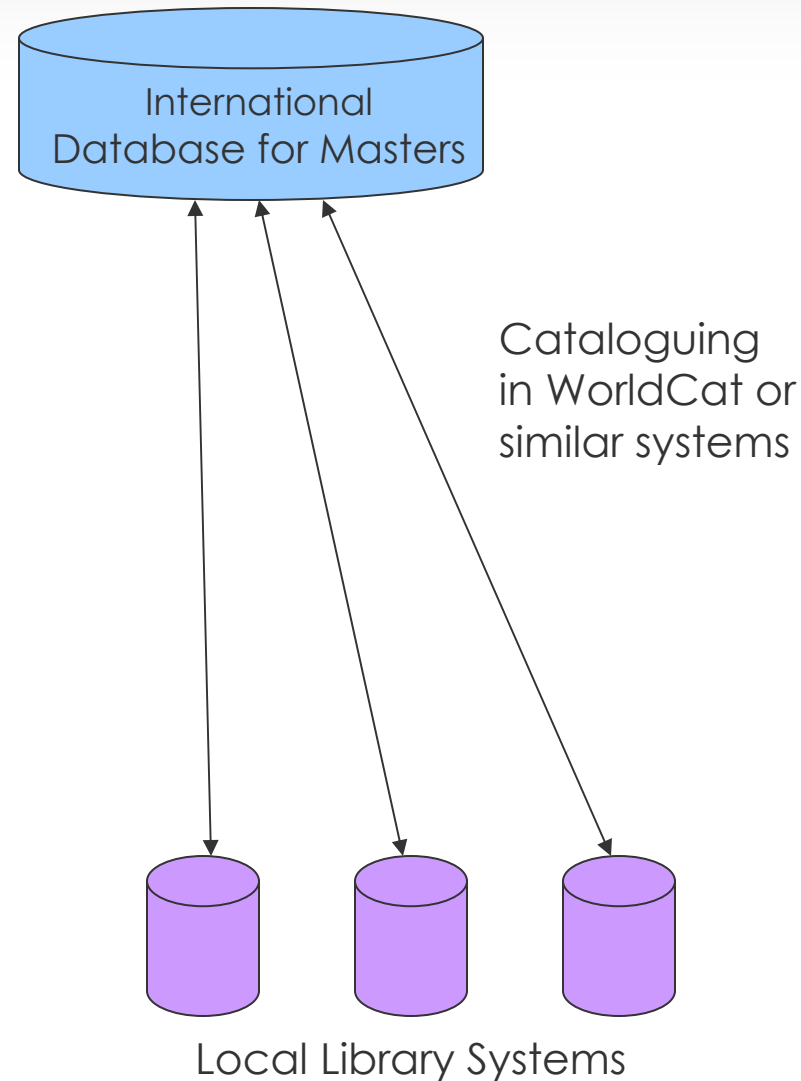 International
Database for Masters
Cataloguing
in WorldCat or
similar systems
Local Library Systems